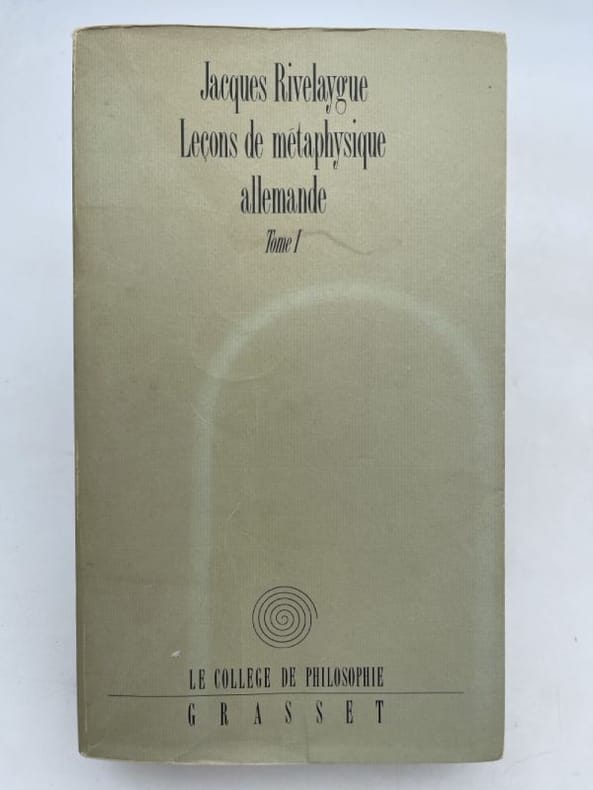 Jacques Rivelaygue
Leçons de métaphysique
allemande
Tome I
LE COLLÈGE DE PHILOSOPHIE
GRASSET